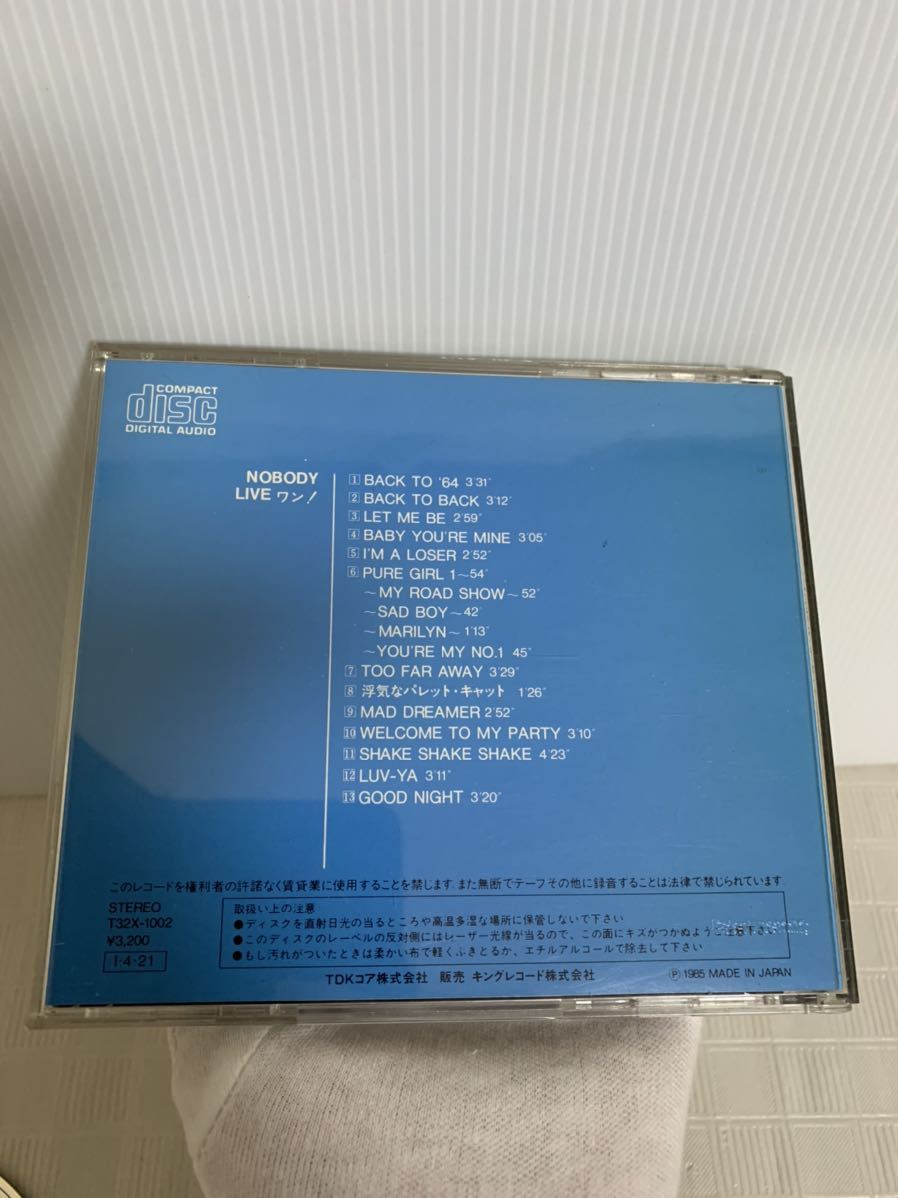 COMPACT
disc
DIGITAL AUDIO
NOBODY
LIVE ワン!
1 BACK TO '64 3'31"
2 BACK TO BACK 3'12"
3 LET ME BE 2'59"
4 BABY YOU'RE MINE 3'05"
5 I'M A LOSER 2'52"
6 PURE GIRL 1～54"
～MY ROAD SHOW～52"
～SAD BOY～42"
～MARILYN～1'13"
～YOU'RE MY NO.1 45"
7 TOO FAR AWAY 3'29"
8 浮気なバレット・キャット 1'26"
9 MAD DREAMER 2'52"
10 WELCOME TO MY PARTY 3'10"
11 SHAKE SHAKE SHAKE 4'23"
12 LUV-YA 3'11"
13 GOOD NIGHT 3'20"
このレコードを権利者の許諾なく賃貸業に使用することを禁じます。また無断でテープその他に録音することは法律で禁じられています。
STEREO
T32X-1002
¥3,200
I・4・21
取扱い上の注意
●ディスクを直射日光の当るところや高温多湿な場所に保管しないで下さい
●このディスクのレーベルの反対側にはレーザー光線が当るので、この面にキズがつかぬようご注意下さい
●もし汚れがついたときは柔かい布で軽くふきとるか、エチルアルコールで除去して下さい
TDKコア株式会社 販売 キングレコード株式会社
Ⓟ 1985 MADE IN JAPAN